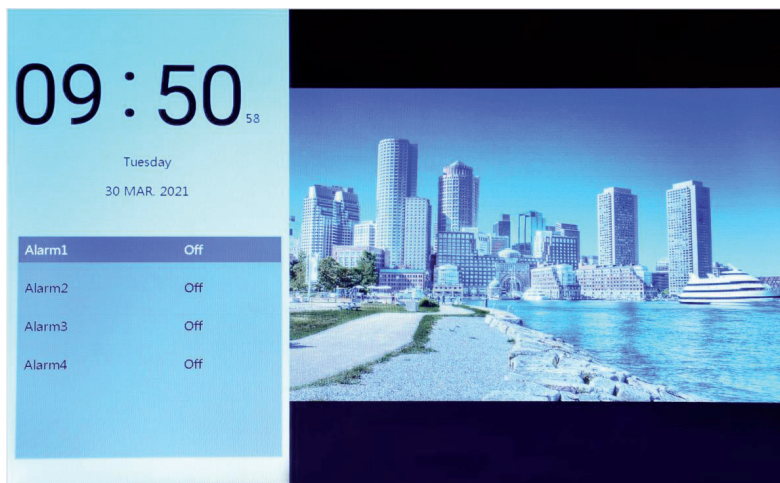 09:50
58
Tuesday
30 MAR. 2021
Alarm1 Off
Alarm2 Off
Alarm3 Off
Alarm4 Off